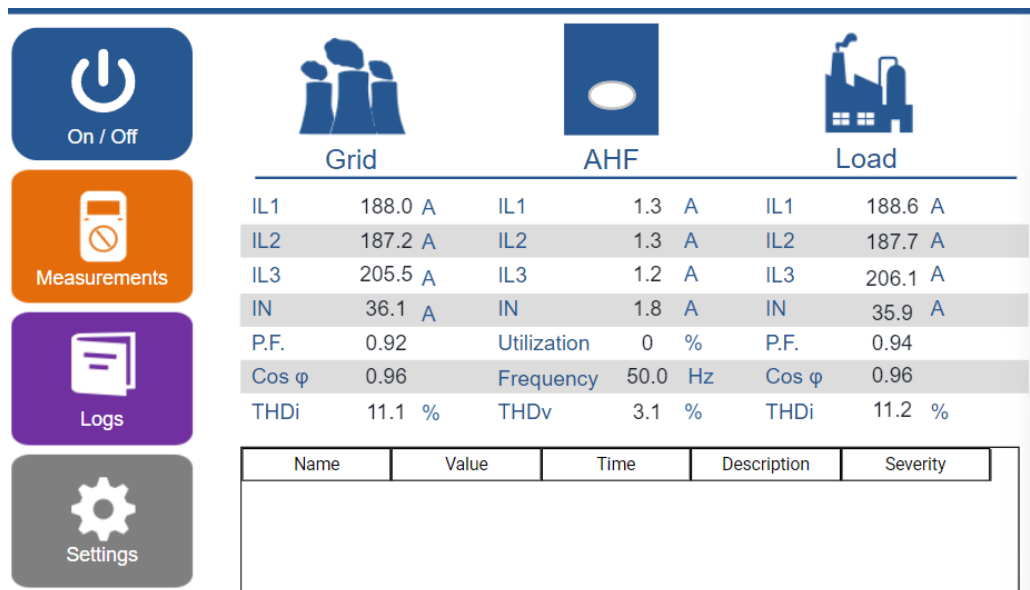 On / Off
Measurements
Logs
Settings
Grid AHF Load
IL1 188.0 A IL1 1.3 A IL1 188.6 A
IL2 187.2 A IL2 1.3 A IL2 187.7 A
IL3 205.5 A IL3 1.2 A IL3 206.1 A
IN 36.1 A IN 1.8 A IN 35.9 A
P.F. 0.92 Utilization 0 % P.F. 0.94
Cos φ 0.96 Frequency 50.0 Hz Cos φ 0.96
THDi 11.1 % THDv 3.1 % THDi 11.2 %
Name Value Time Description Severity